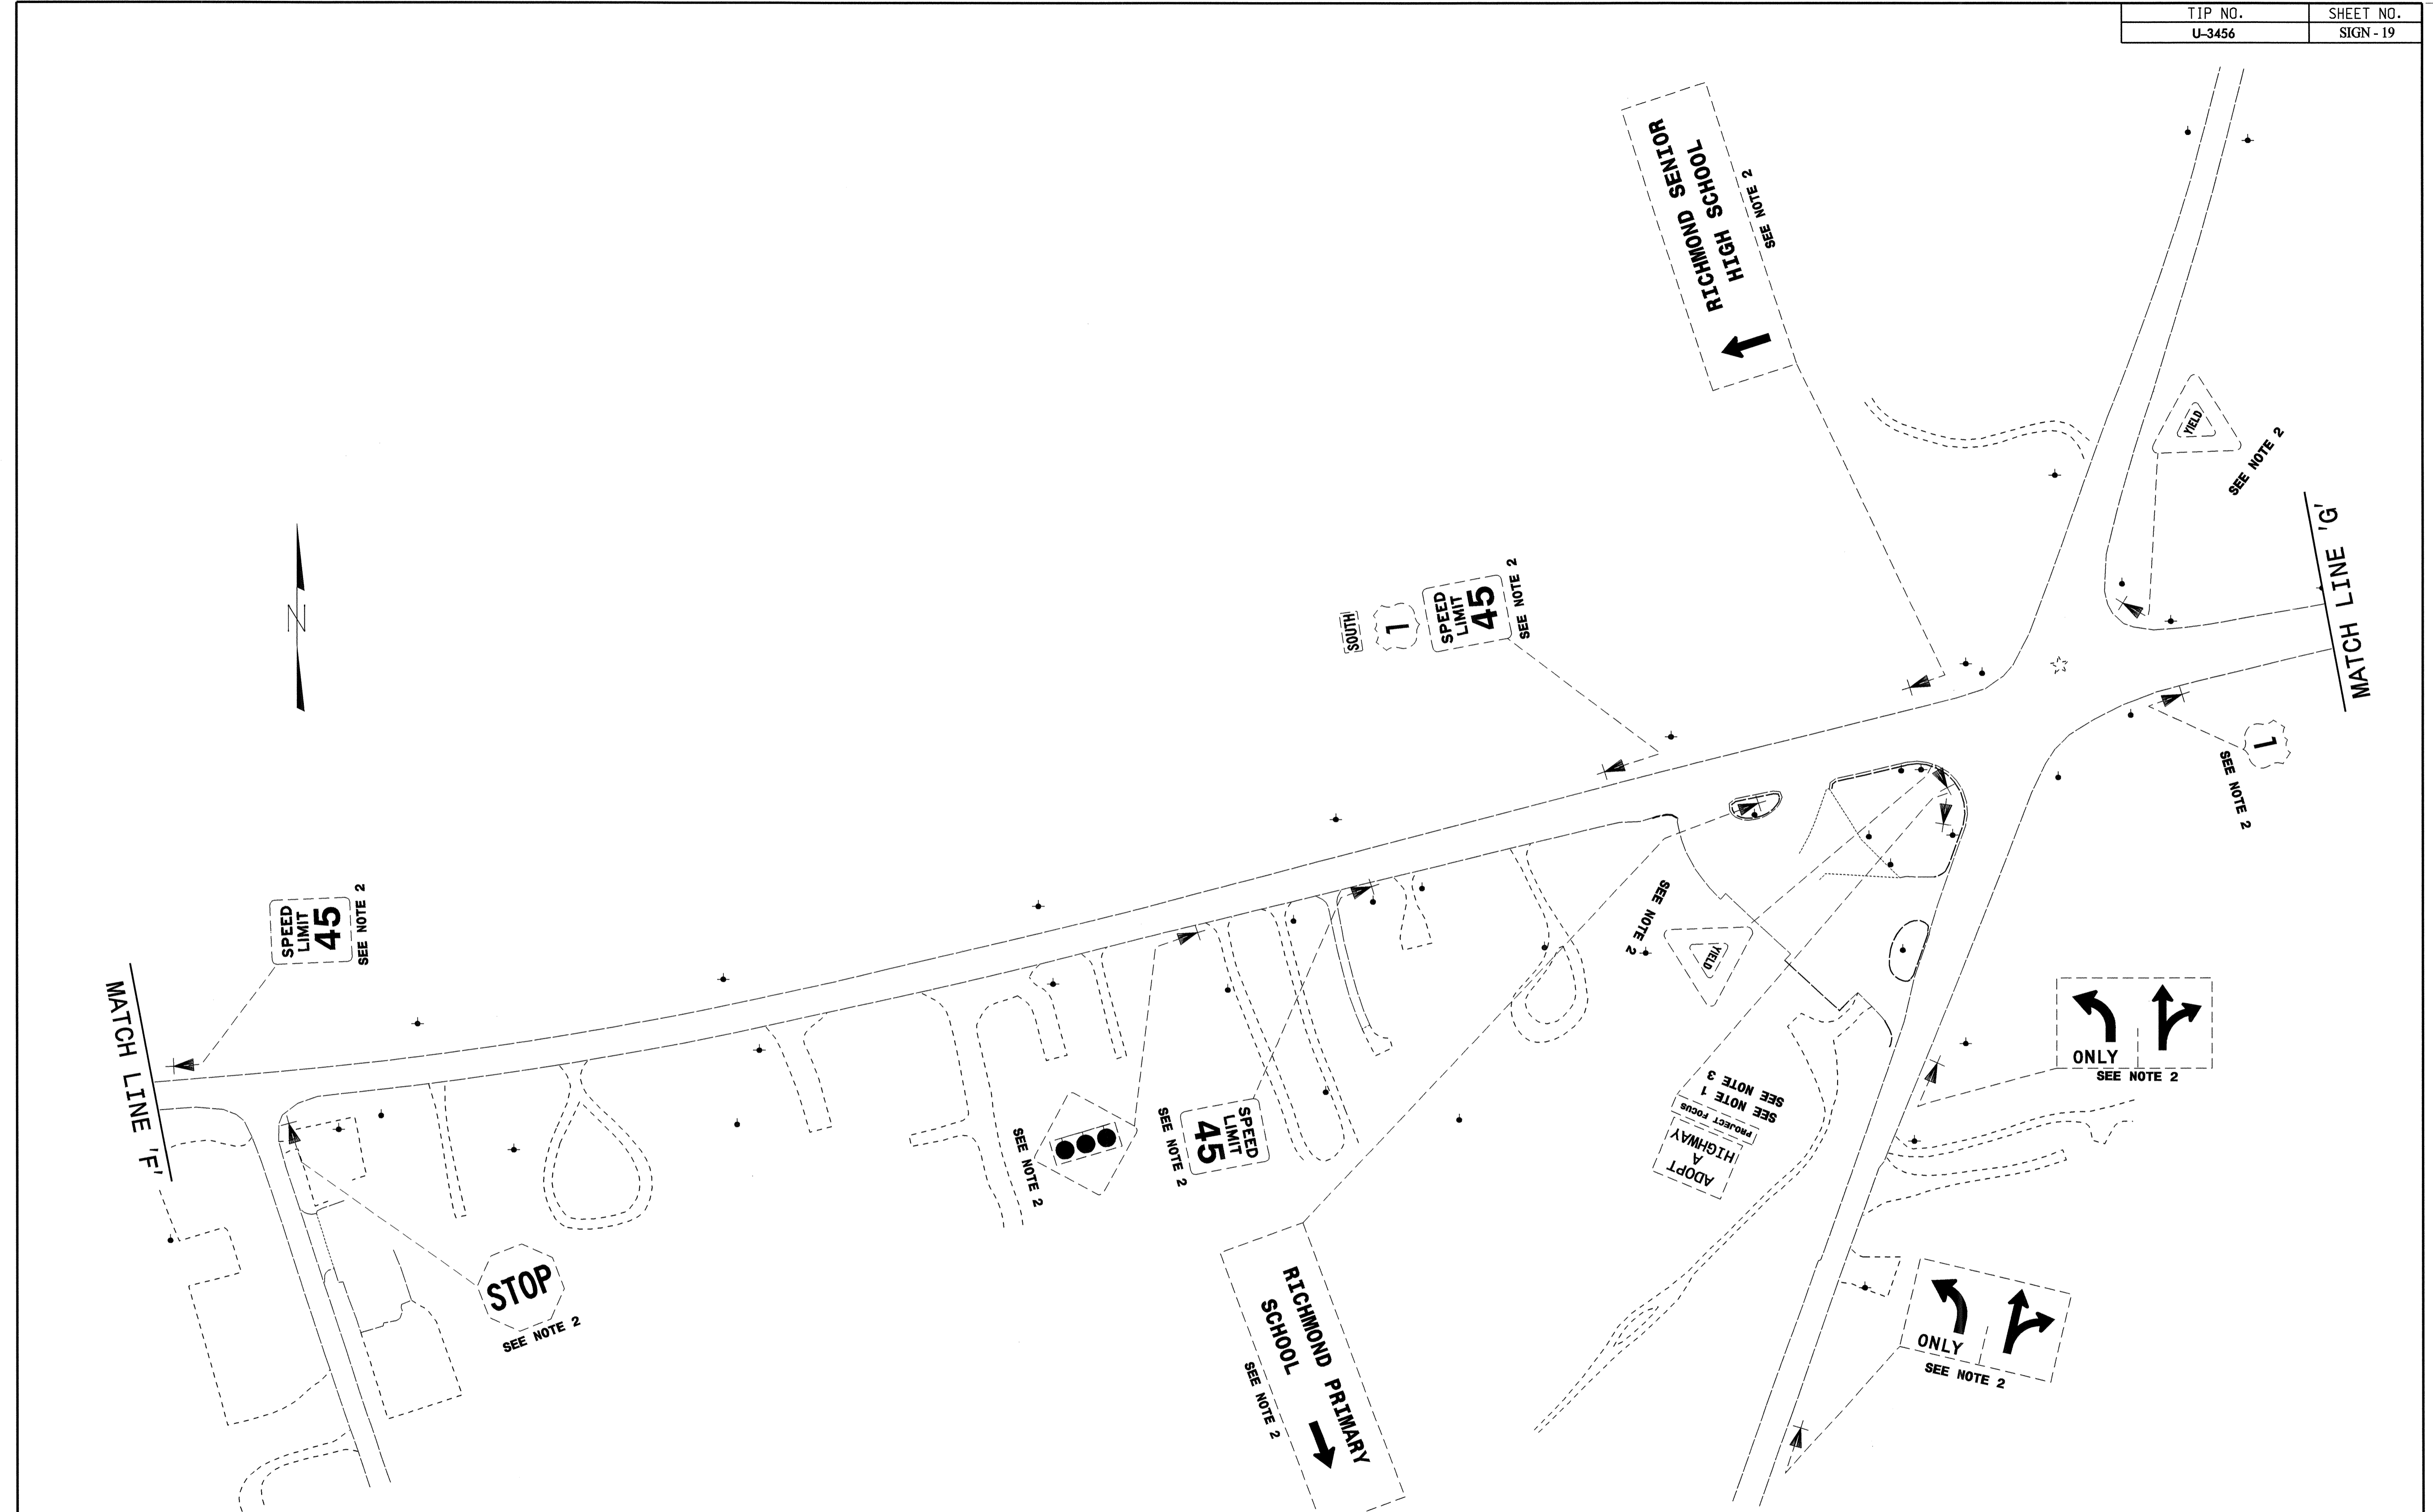 TIP NO.
SHEET NO.
U-3456
SIGN - 19
RICHMOND SENIOR
HIGH SCHOOL
SEE NOTE 2
YIELD
SEE NOTE 2
MATCH LINE 'G'
SOUTH
1
SPEED
LIMIT
45
SEE NOTE 2
N
1
SEE NOTE 2
SPEED
LIMIT
45
SEE NOTE 2
MATCH LINE 'F'
SEE NOTE 2
YIELD
ONLY
SEE NOTE 2
SEE NOTE 2
SPEED
LIMIT
45
SEE NOTE 2
ADOPT
A
HIGHWAY
PROJECT FOCUS
SEE NOTE 1
SEE NOTE 3
STOP
SEE NOTE 2
RICHMOND PRIMARY
SCHOOL
SEE NOTE 2
ONLY
SEE NOTE 2